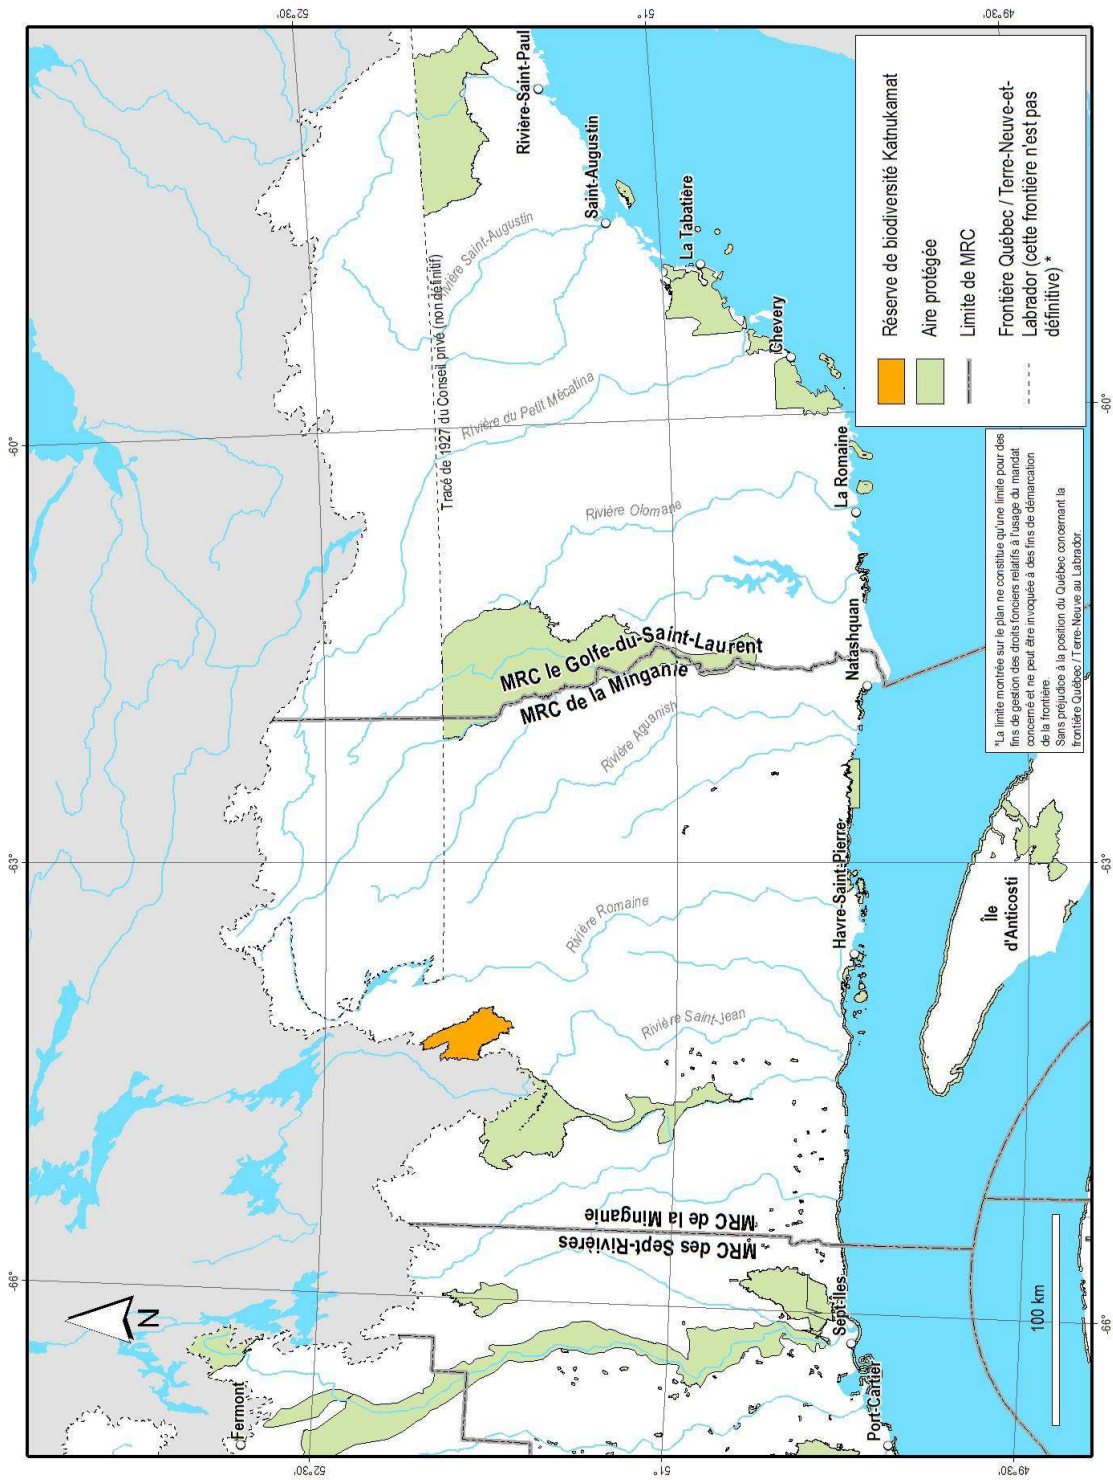 52°30'
51°
49°30'
-60°
-63°
-66°
-60°
-63°
-66°
52°30'
51°
49°30'
N
Fermont
Port-Cartier
Sept-Îles
MRC des Sept-Rivières
MRC de la Minganie
Rivière Saint-Jean
Rivière Romaine
Havre-Saint-Pierre
Île
d'Anticosti
Rivière Aguanish
MRC de la Minganie
MRC le Golfe-du-Saint-Laurent
Natashquan
Rivière Olomane
La Romaine
Tracé de 1927 du Conseil privé (non définitif)
Rivière du Petit Mécatina
Chevery
La Tabatière
Rivière Saint-Augustin
Saint-Augustin
Rivière-Saint-Paul
100 km
*La limite montrée sur le plan ne constitue qu'une limite pour des
fins de gestion des droits fonciers relatifs à l'usage du mandat
concerné et ne peut être invoquée à des fins de démarcation
de la frontière.
Sans préjudice à la position du Québec concernant la
frontière Québec / Terre-Neuve au Labrador.
Réserve de biodiversité Katnukamat
Aire protégée
Limite de MRC
Frontière Québec / Terre-Neuve-et-
Labrador (cette frontière n'est pas
définitive) *